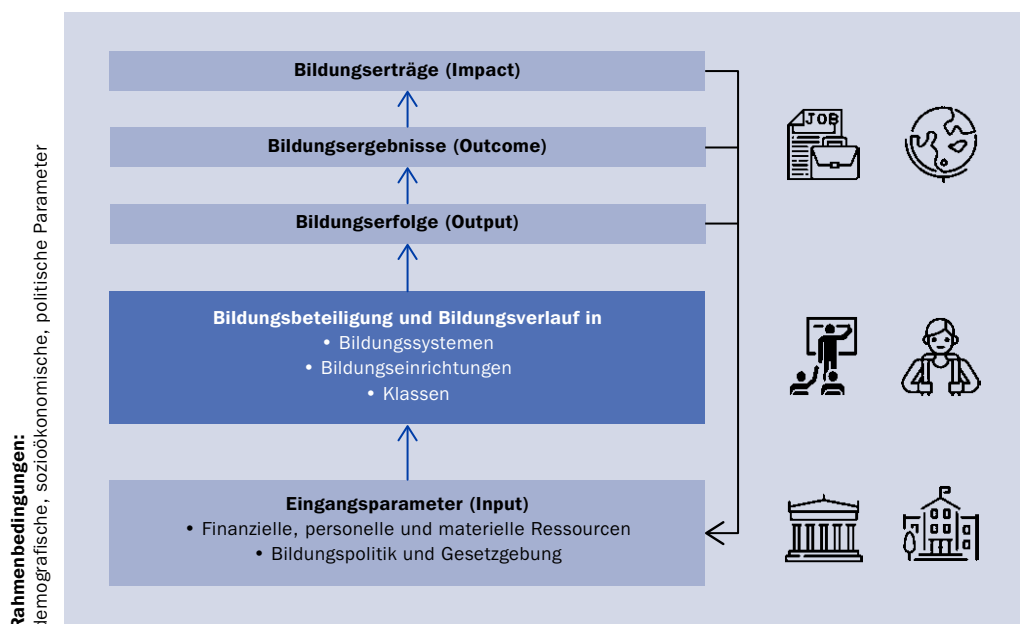 Rahmenbedingungen:
demografische, sozioökonomische, politische Parameter
Bildungserträge (Impact)
Bildungsergebnisse (Outcome)
Bildungserfolge (Output)
Bildungsbeteiligung und Bildungsverlauf in
• Bildungssystemen
• Bildungseinrichtungen
• Klassen
Eingangsparameter (Input)
• Finanzielle, personelle und materielle Ressourcen
• Bildungspolitik und Gesetzgebung
JOB